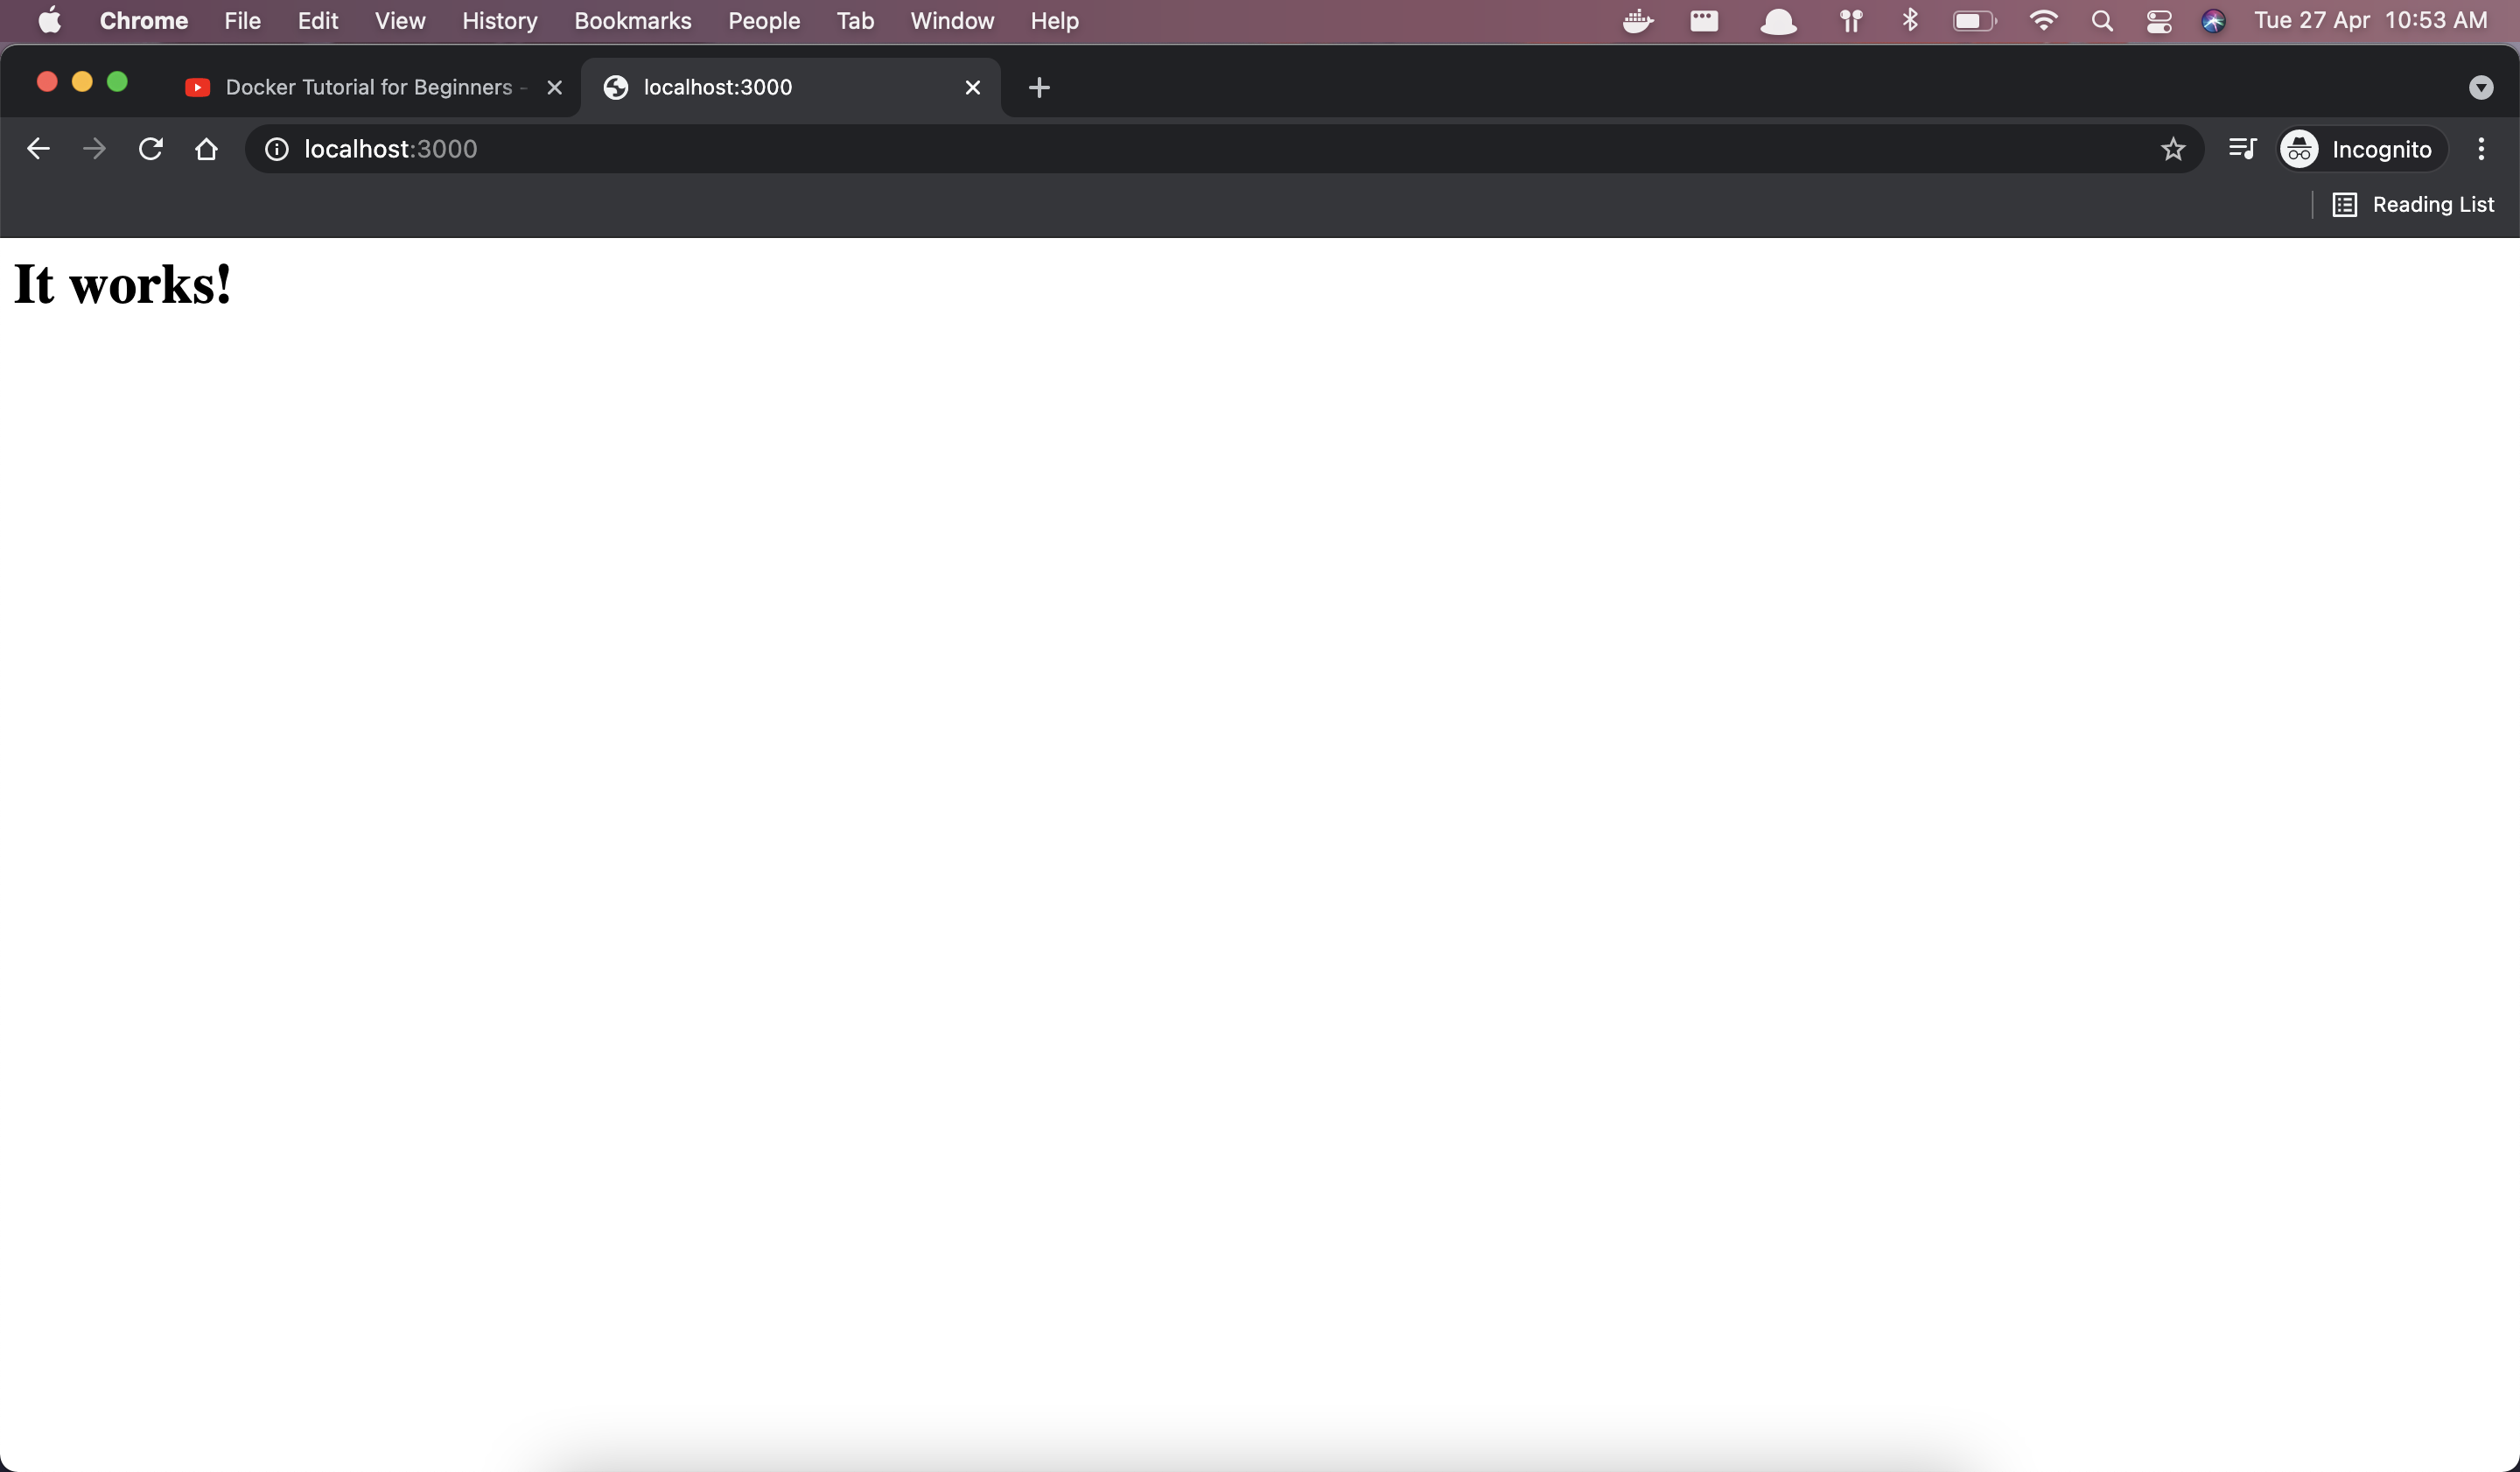 Chrome File Edit View History Bookmarks People Tab Window Help Tue 27 Apr 10:53 AM
Docker Tutorial for Beginners - localhost:3000
localhost:3000 Incognito
Reading List
It works!